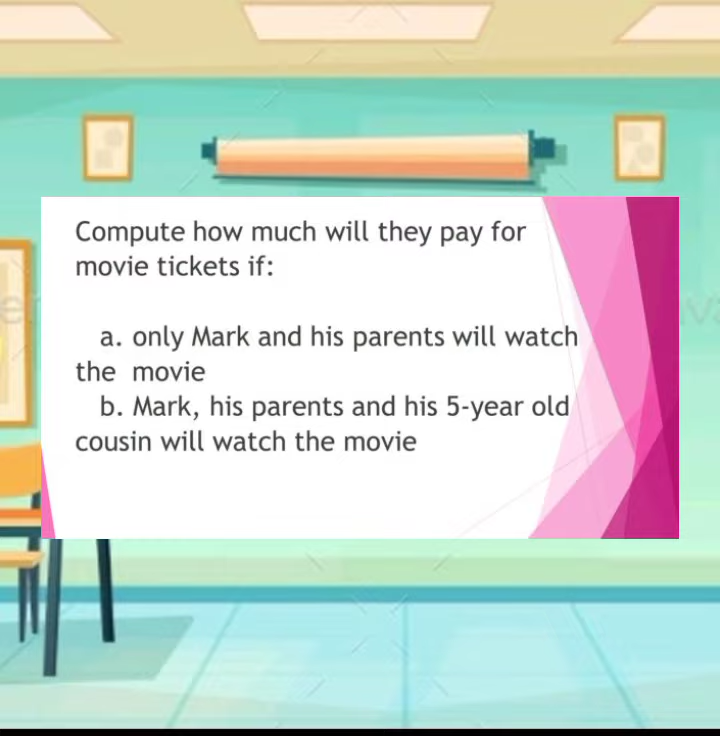 Compute how much will they pay for
movie tickets if:
a. only Mark and his parents will watch
the movie
b. Mark, his parents and his 5-year old
cousin will watch the movie